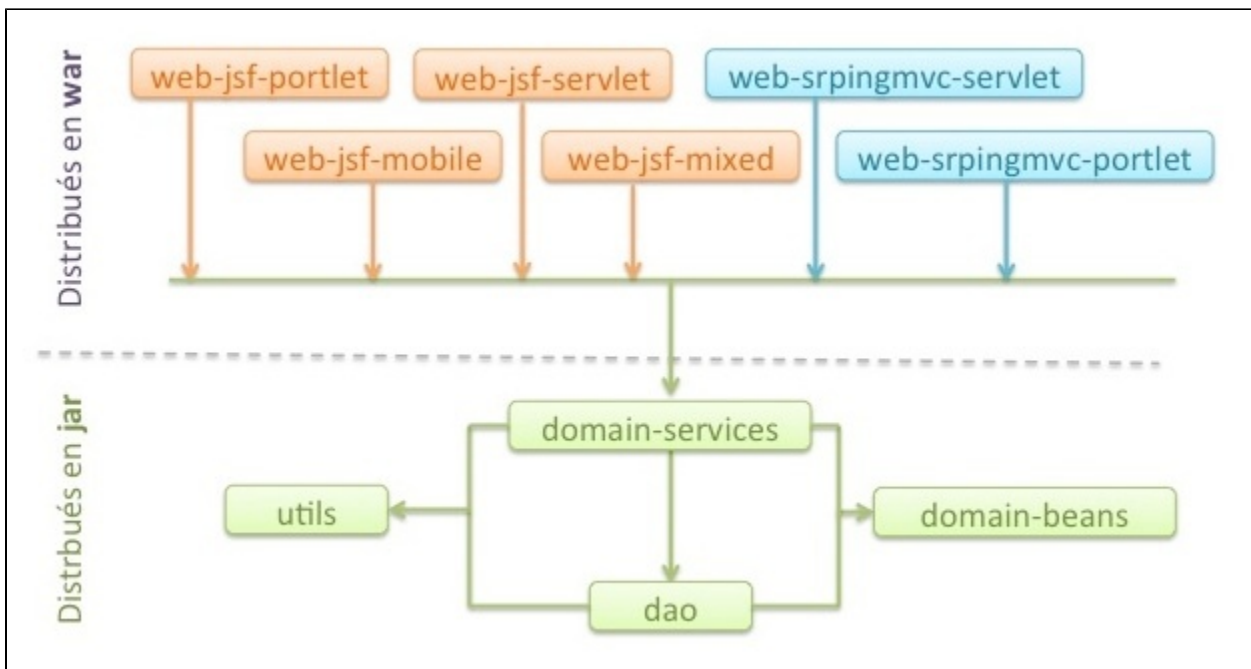 Distribués en war
web-jsf-portlet
web-jsf-servlet
web-srpingmvc-servlet
web-jsf-mobile
web-jsf-mixed
web-srpingmvc-portlet
Distrbués en jar
domain-services
utils
domain-beans
dao